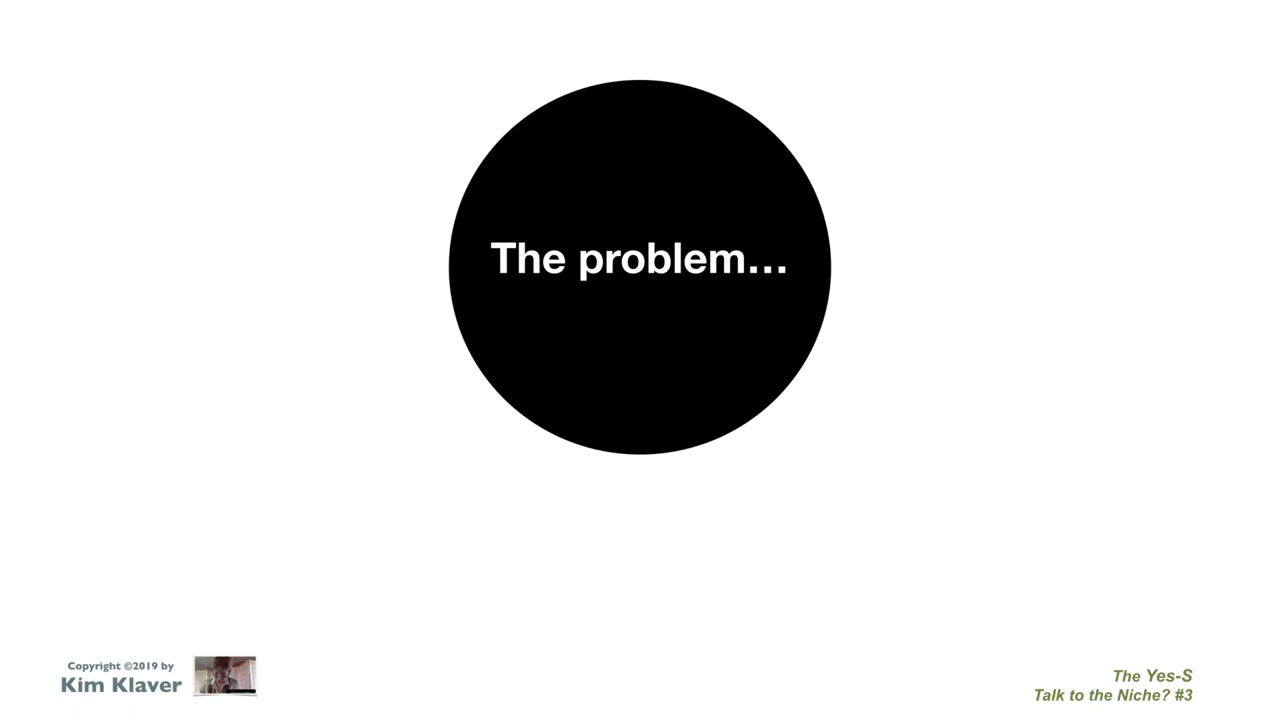 The problem…
Copyright ©2019 by
Kim Klaver
The Yes-S
Talk to the Niche? #3